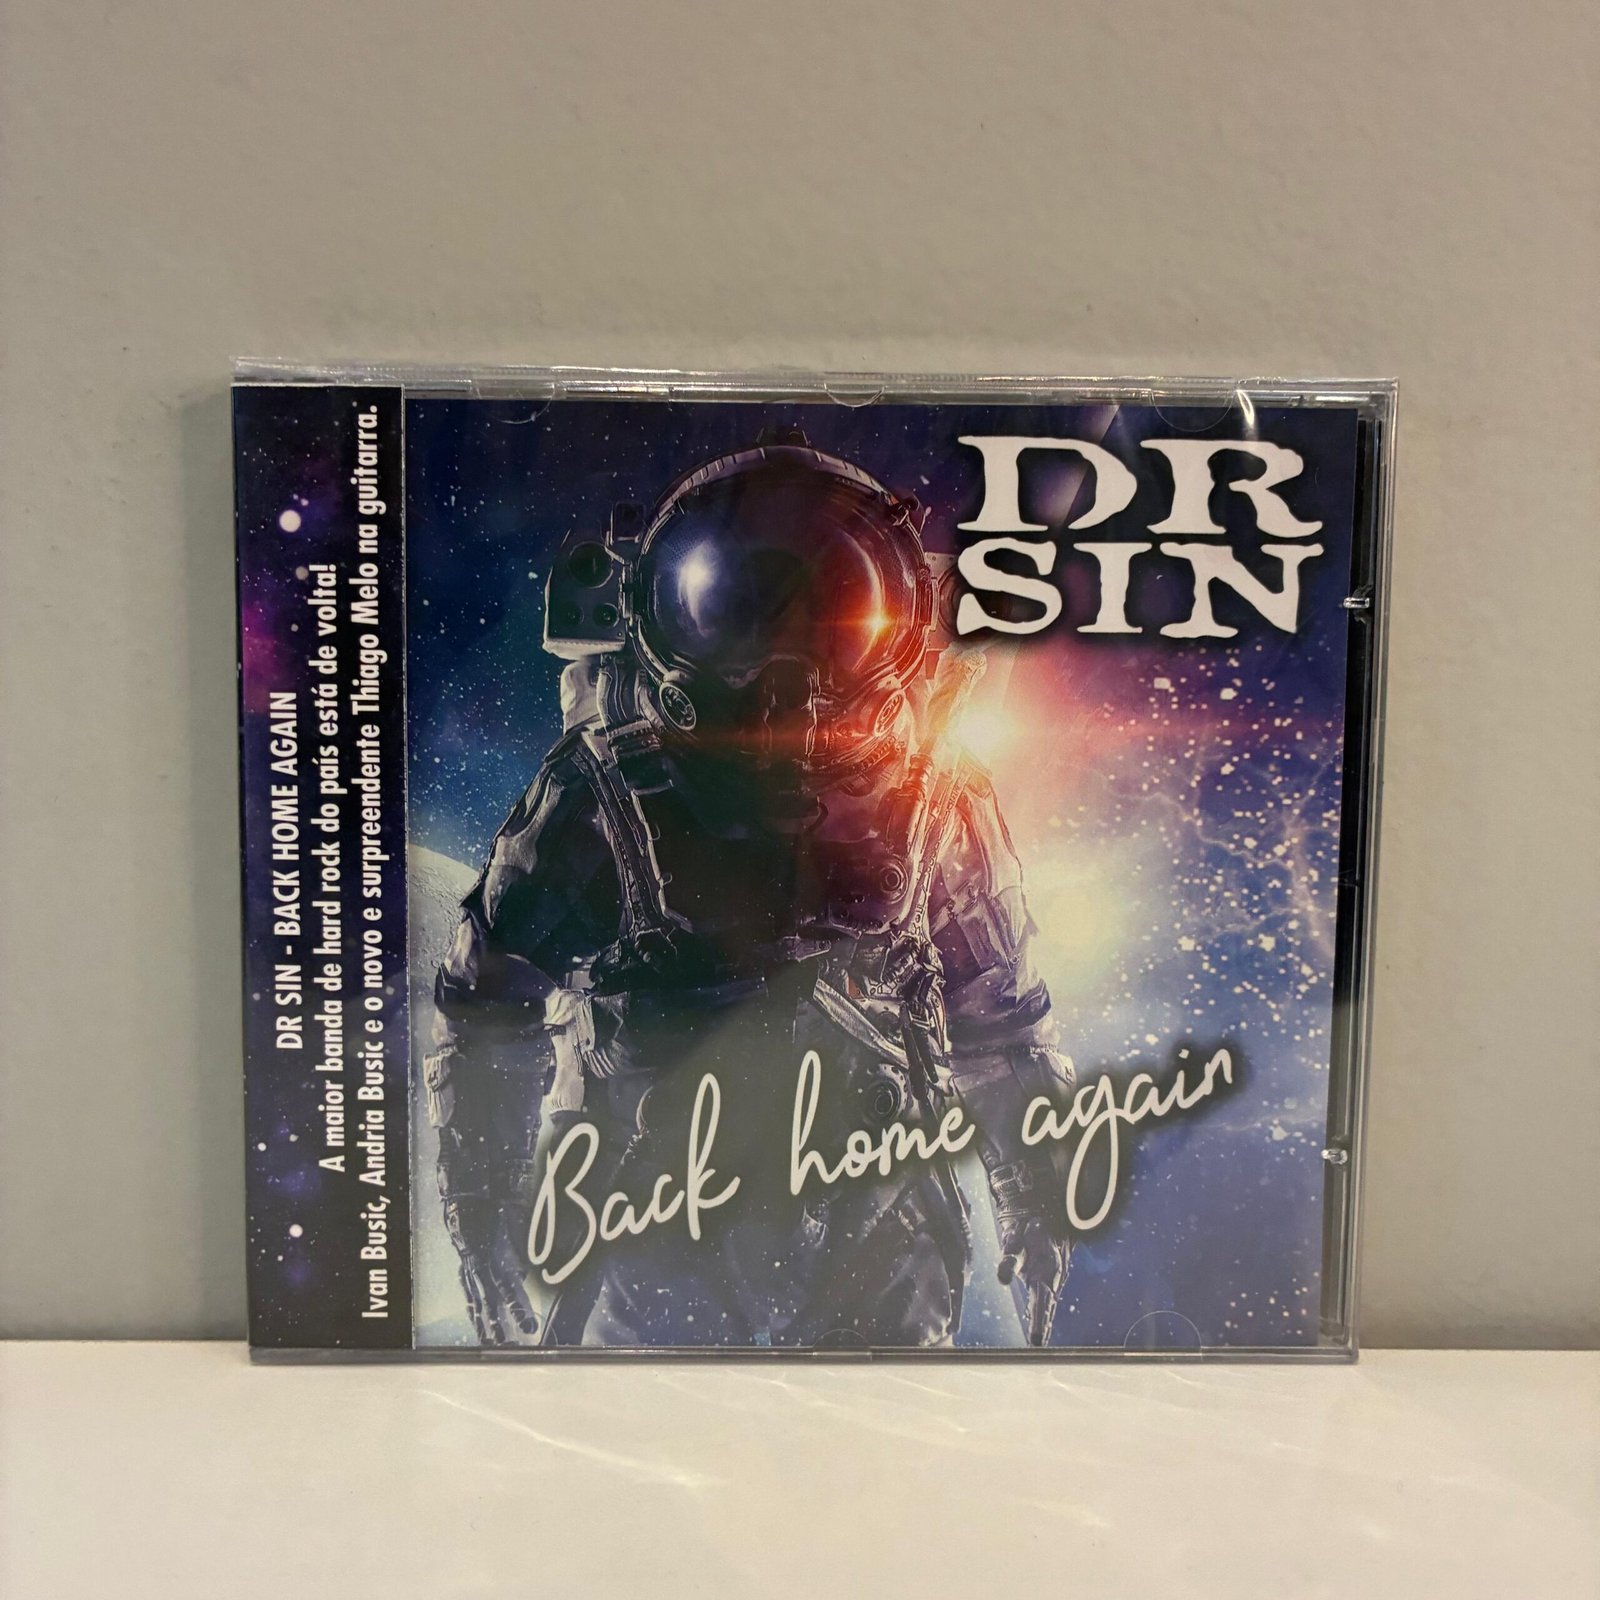 DR SIN - BACK HOME AGAIN
A maior banda de hard rock do país está de volta!
Ivan Busic, Andria Busic e o novo e surpreendente Thiago Melo na guitarra.
DR
SIN
Back home again